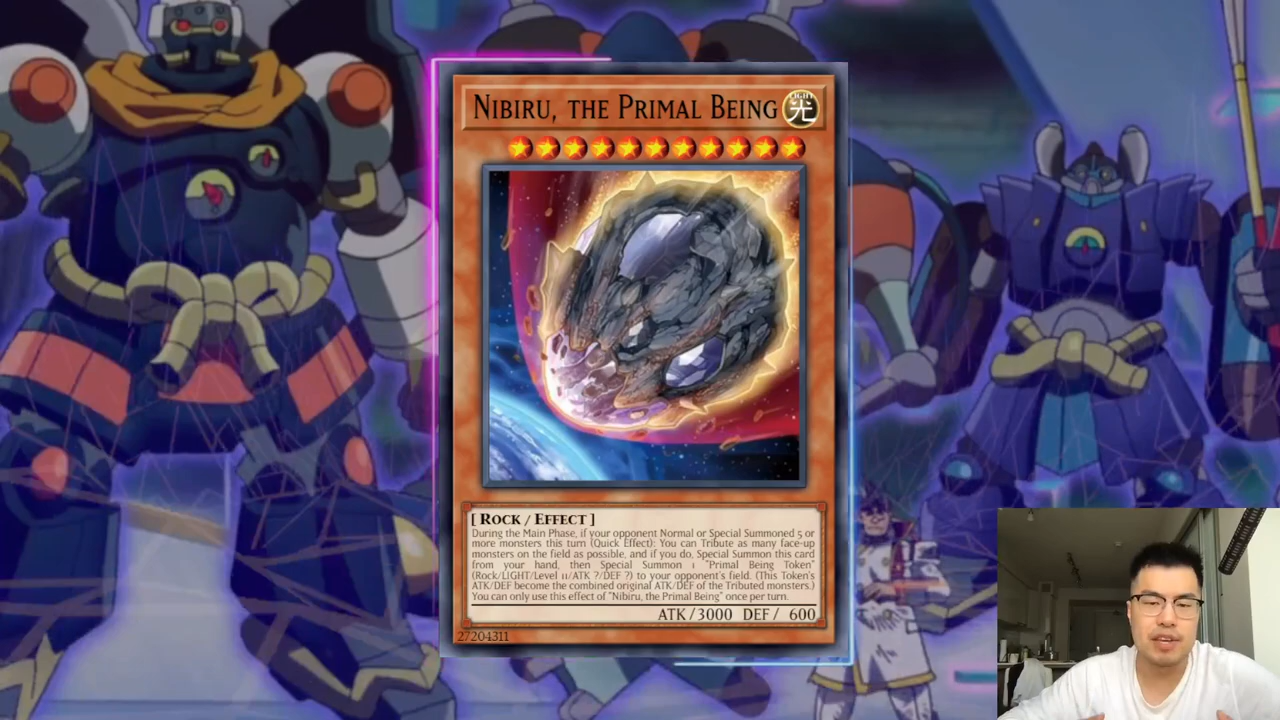 NIBIRU, THE PRIMAL BEING
LIGHT
光
[ ROCK / EFFECT ]
During the Main Phase, if your opponent Normal or Special Summoned 5 or
more monsters this turn (Quick Effect): You can Tribute as many face-up
monsters on the field as possible, and if you do, Special Summon this card
from your hand, then Special Summon 1 "Primal Being Token"
(Rock/LIGHT/Level 11/ATK ?/DEF ?) to your opponent's field. (This Token's
ATK/DEF become the combined original ATK/DEF of the Tributed monsters.)
You can only use this effect of "Nibiru, the Primal Being" once per turn.
ATK/3000 DEF/ 600
27204311